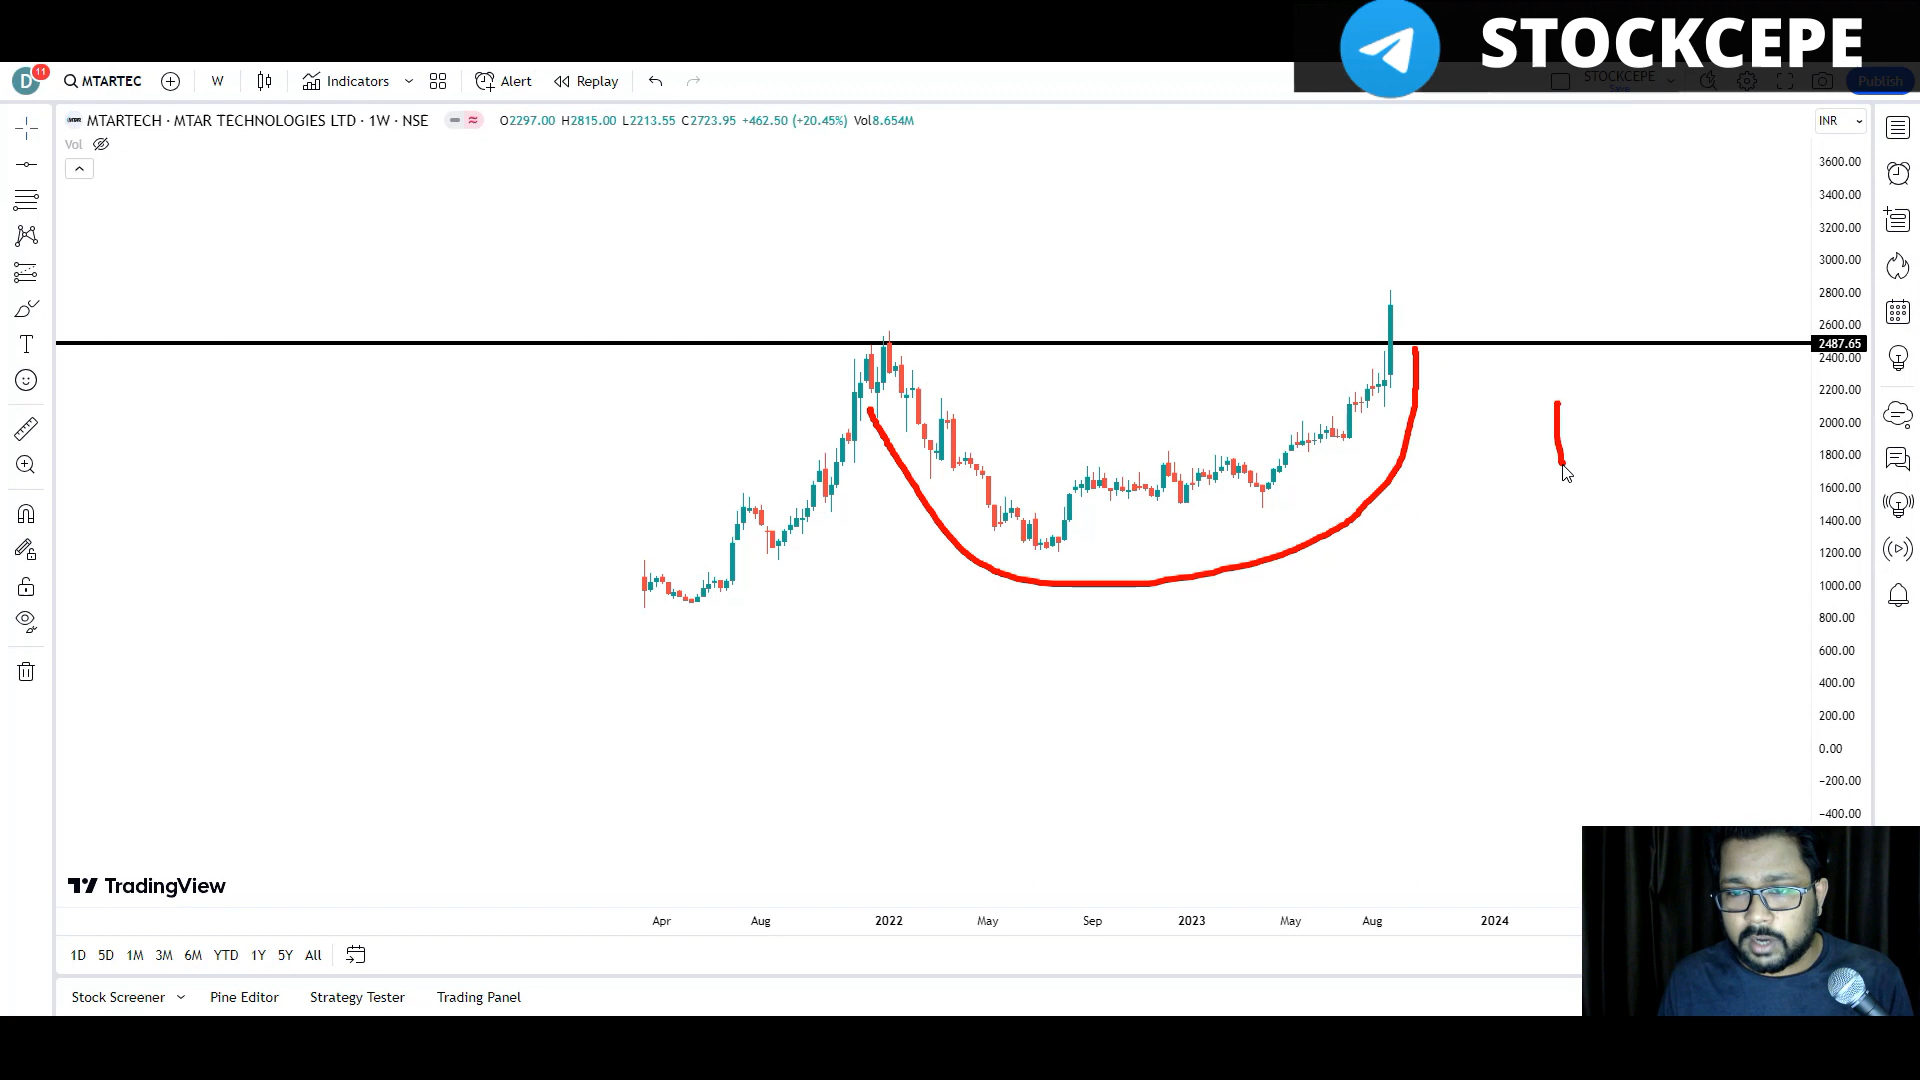 STOCKCEPE
D
11
MTARTEC
W
Indicators
Alert
Replay
STOCKCEPE
Publish
MTARTECH · MTAR TECHNOLOGIES LTD · 1W · NSE
O2297.00 H2815.00 L2213.55 C2723.95 +462.50 (+20.45%) Vol8.654M
INR
Vol
3600.00
3400.00
3200.00
3000.00
2800.00
2600.00
2487.65
2400.00
2200.00
2000.00
1800.00
1600.00
1400.00
1200.00
1000.00
800.00
600.00
400.00
200.00
0.00
−200.00
−400.00
TradingView
Apr Aug 2022 May Sep 2023 May Aug 2024
1D 5D 1M 3M 6M YTD 1Y 5Y All
Stock Screener Pine Editor Strategy Tester Trading Panel